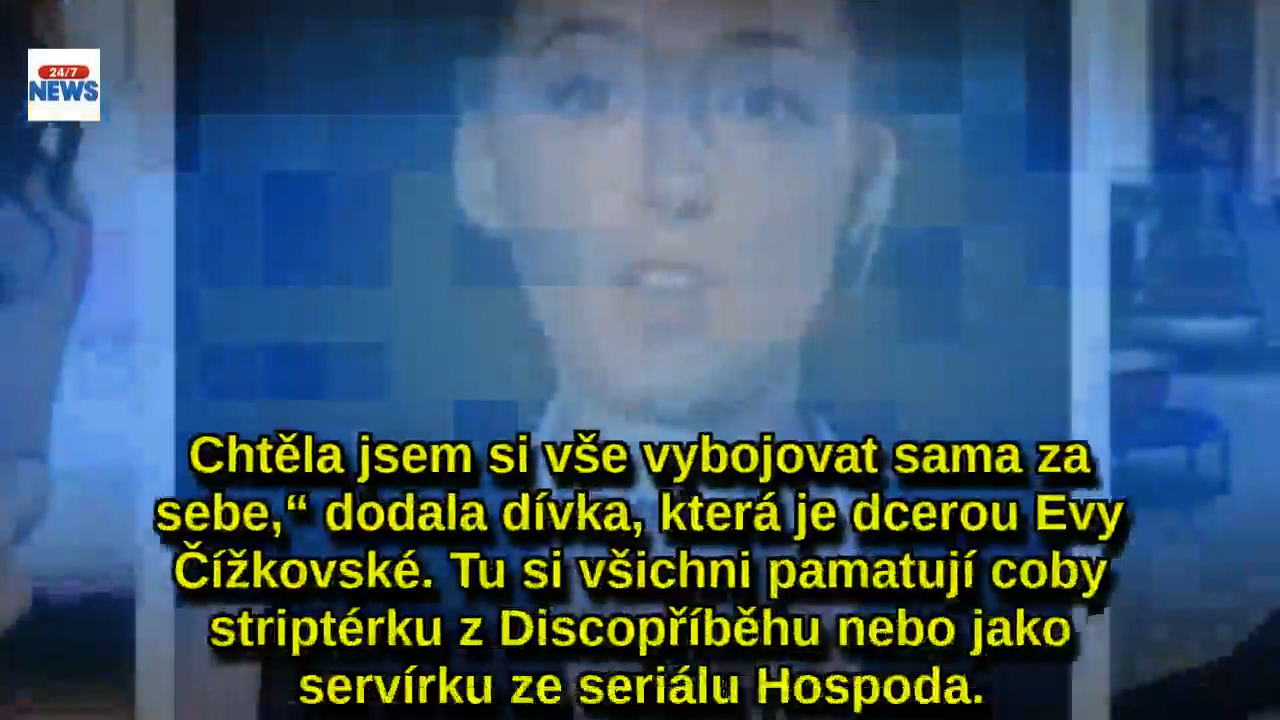 24/7
NEWS
Chtěla jsem si vše vybojovat sama za
sebe,“ dodala dívka, která je dcerou Evy
Čížkovské. Tu si všichni pamatují coby
striptérku z Discopříběhu nebo jako
servírku ze seriálu Hospoda.